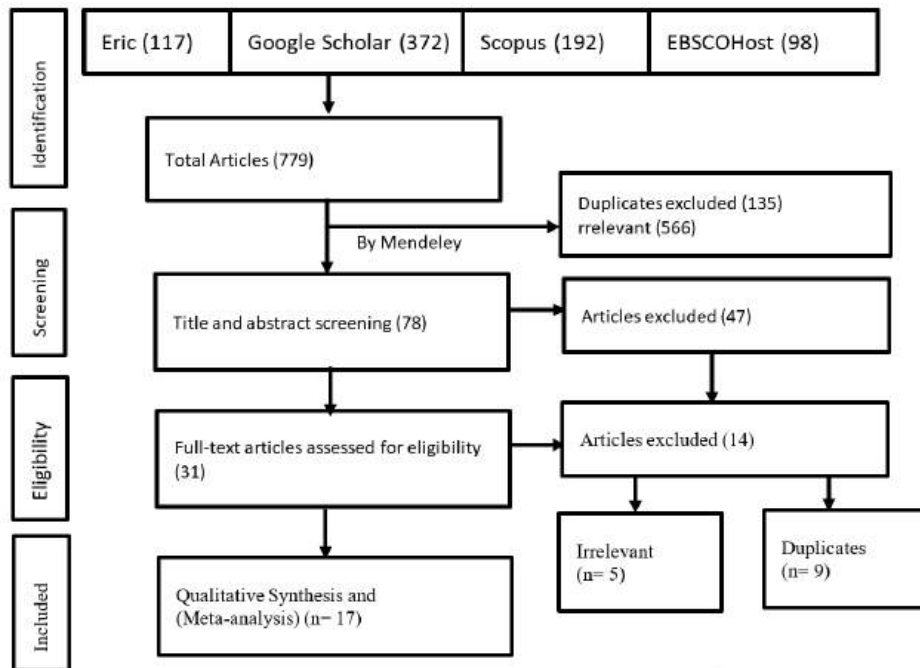 Identification
Eric (117)
Google Scholar (372)
Scopus (192)
EBSCOHost (98)
Total Articles (779)
Duplicates excluded (135)
rrelevant (566)
By Mendeley
Screening
Title and abstract screening (78)
Articles excluded (47)
Eligibility
Full-text articles assessed for eligibility
(31)
Articles excluded (14)
Irrelevant
(n= 5)
Duplicates
(n= 9)
Included
Qualitative Synthesis and
(Meta-analysis) (n= 17)